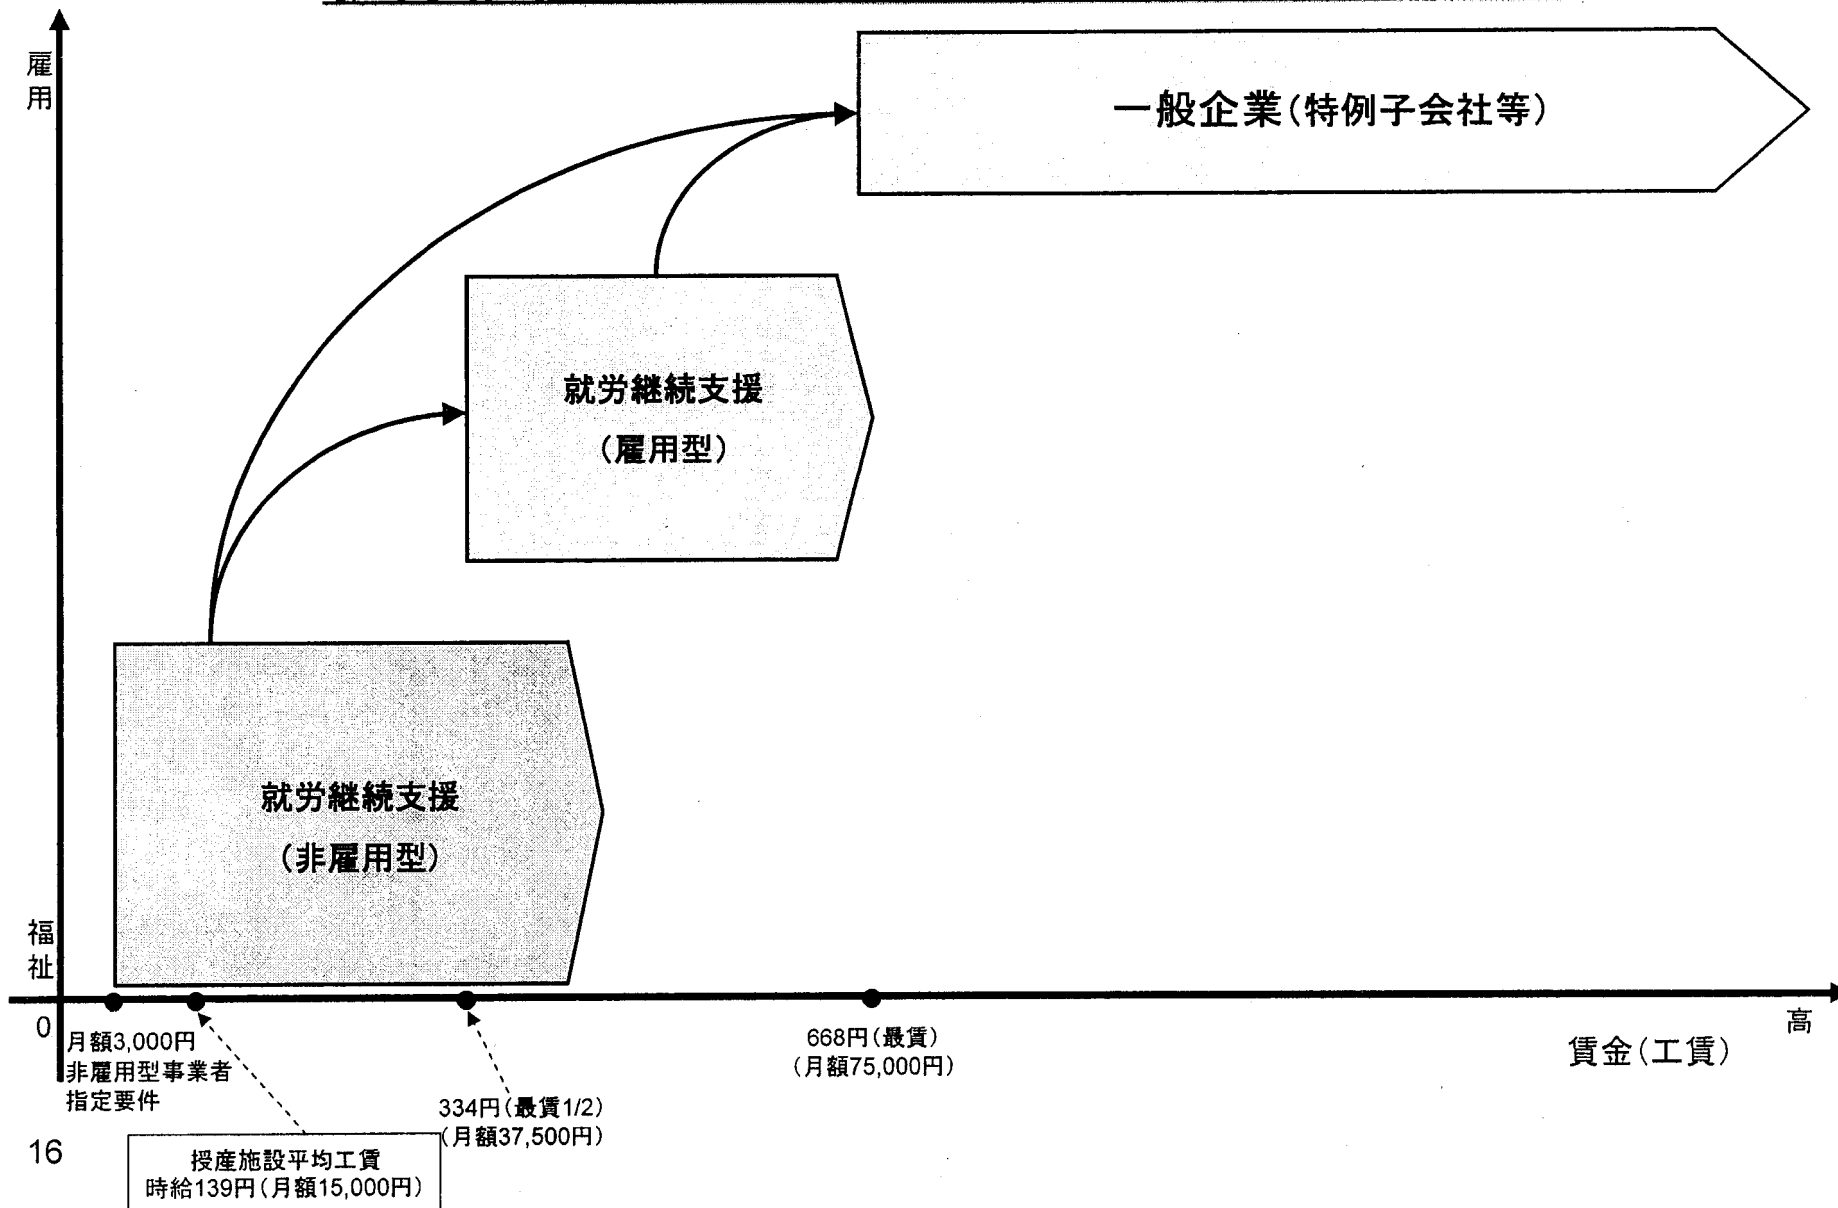 雇用
一般企業(特例子会社等)
就労継続支援
(雇用型)
就労継続支援
(非雇用型)
福祉
0
高
賃金(工賃)
月額3,000円
非雇用型事業者
指定要件
668円(最賃)
(月額75,000円)
334円(最賃1/2)
(月額37,500円)
授産施設平均工賃
時給139円(月額15,000円)
16